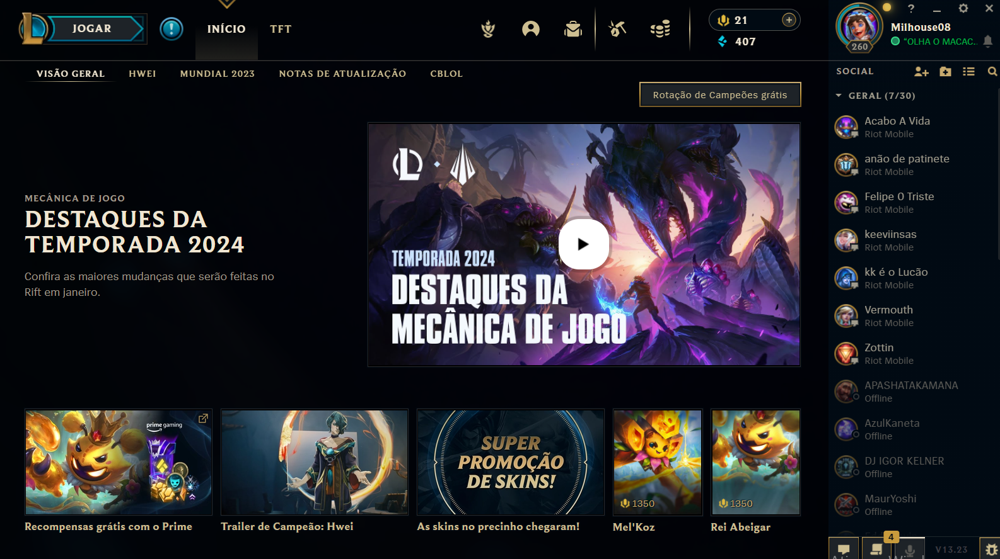 JOGAR
INÍCIO
TFT
21
407
260
Milhouse08
“OLHA O MACAC..
VISÃO GERAL
HWEI
MUNDIAL 2023
NOTAS DE ATUALIZAÇÃO
CBLOL
Rotação de Campeões grátis
MECÂNICA DE JOGO
DESTAQUES DA
TEMPORADA 2024
Confira as maiores mudanças que serão feitas no
Rift em janeiro.
TEMPORADA 2024
DESTAQUES DA
MECÂNICA DE JOGO
prime gaming
SUPER
PROMOÇÃO
DE SKINS!
1350
1350
Recompensas grátis com o Prime
Trailer de Campeão: Hwei
As skins no precinho chegaram!
Mel'Koz
Rei Abeigar
SOCIAL
GERAL (7/30)
Acabo A Vida
Riot Mobile
anão de patinete
Riot Mobile
Felipe O Triste
Riot Mobile
keeviinsas
Riot Mobile
kk é o Lucão
Riot Mobile
Vermouth
Riot Mobile
Zottin
Riot Mobile
APASHATAKAMANA
Offline
AzulKaneta
Offline
DJ IGOR KELNER
Offline
MaurYoshi
Offline
4
V13.23